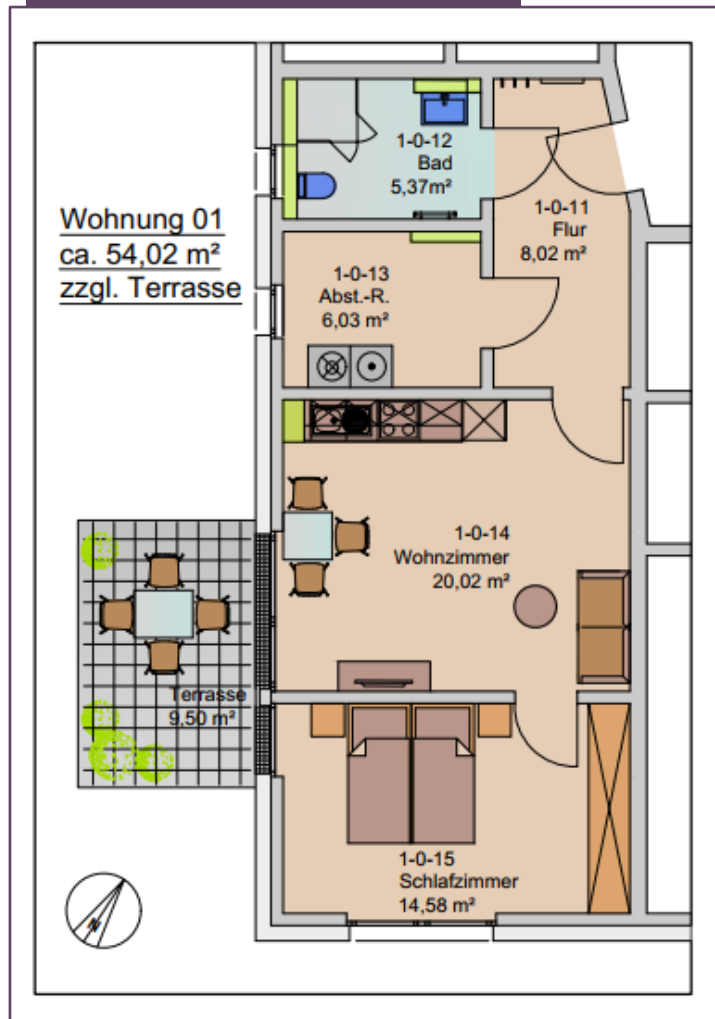 Wohnung 01
ca. 54,02 m²
zzgl. Terrasse
1-0-12
Bad
5,37m²
1-0-11
Flur
8,02 m²
1-0-13
Abst.-R.
6,03 m²
1-0-14
Wohnzimmer
20,02 m²
Terrasse
9,50 m²
1-0-15
Schlafzimmer
14,58 m²
N